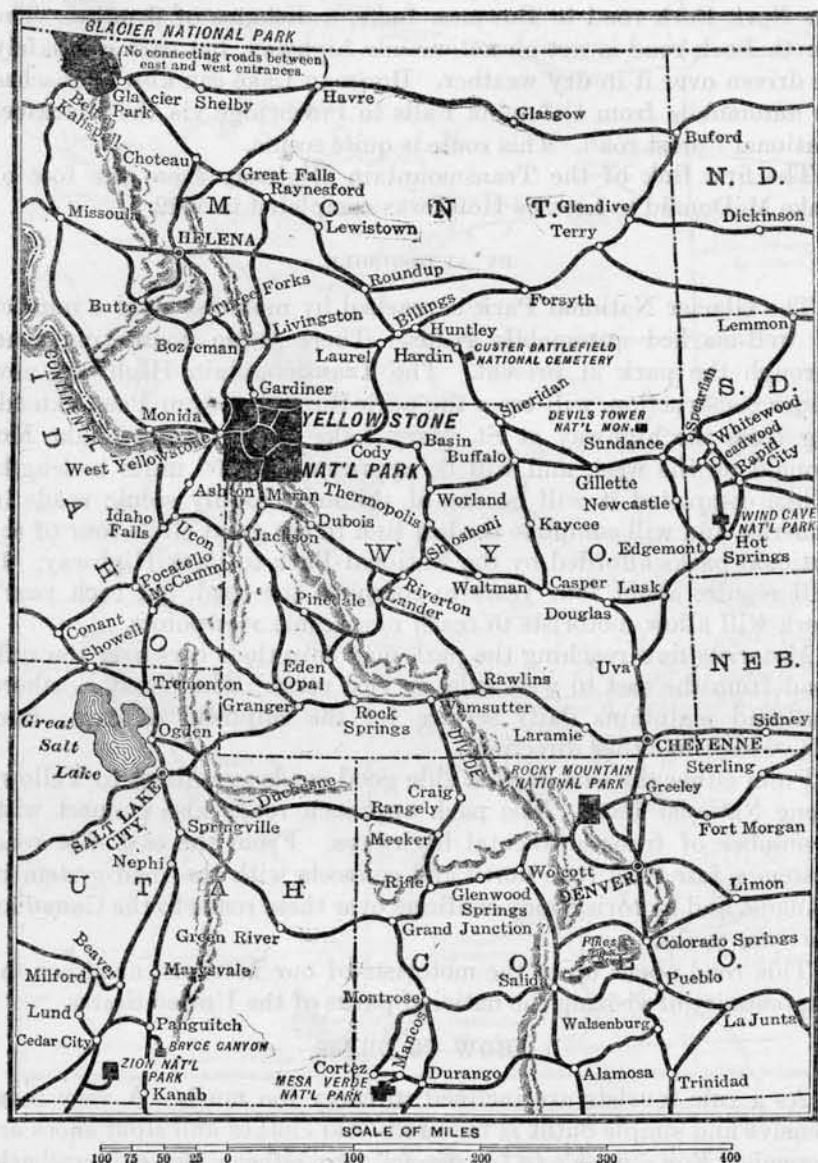 GLACIER NATIONAL PARK
No connecting roads between
east and west entrances.
Belton
Kalispell
Glacier
Park
Shelby
Havre
Glasgow
Buford
N. D.
Choteau
Great Falls
Raynesford
Lewistown
M O N T.
Glendive
Terry
Dickinson
Missoula
HELENA
Three Forks
Roundup
Forsyth
Butte
Livingston
Billings
Huntley
Laurel
Hardin
CUSTER BATTLEFIELD
NATIONAL CEMETERY
Lemmon
Bozeman
Gardiner
CONTINENTAL
S. D.
Monida
West Yellowstone
YELLOWSTONE
NAT'L PARK
Cody
Basin
Sheridan
Buffalo
DEVILS TOWER
NAT'L MON.
Sundance
Spearfish
Whitewood
Deadwood
Rapid
City
Gillette
Newcastle
I D A H O
Ashton
Moran
Thermopolis
Worland
Idaho
Falls
Ucon
Dubois
Jackson
Shoshoni
Kaycee
WIND CAVE
NAT'L PARK
Hot
Springs
Edgemont
W Y O.
Pocatello
McCammon
Pinedale
Riverton
Lander
Waltman
Casper
Lusk
Douglas
Conant
Showell
Tremonton
Eden
Opal
Granger
Rock
Springs
Rawlins
Wamsutter
Uva
NEB.
Great
Salt
Lake
Ogden
DIVIDE
Laramie
CHEYENNE
Sidney
Sterling
SALT LAKE
CITY
Duchesne
Craig
Rangely
Meeker
ROCKY MOUNTAIN
NATIONAL PARK
Greeley
Fort Morgan
Springville
Nephi
Rifle
Glenwood
Springs
Wolcott
DENVER
Limon
U T A H
Green River
Grand Junction
Colorado Springs
Pikes Pk.
C O L O.
Beaver
Milford
Marysvale
Montrose
Salida
Pueblo
Lund
Cedar City
Panguitch
BRYCE CANYON
Mancos
Walsenburg
La Junta
ZION NAT'L
PARK
Kanab
Cortez
MESA VERDE
NAT'L PARK
Durango
Alamosa
Trinidad
SCALE OF MILES
100 75 50 25 0 100 200 300 400